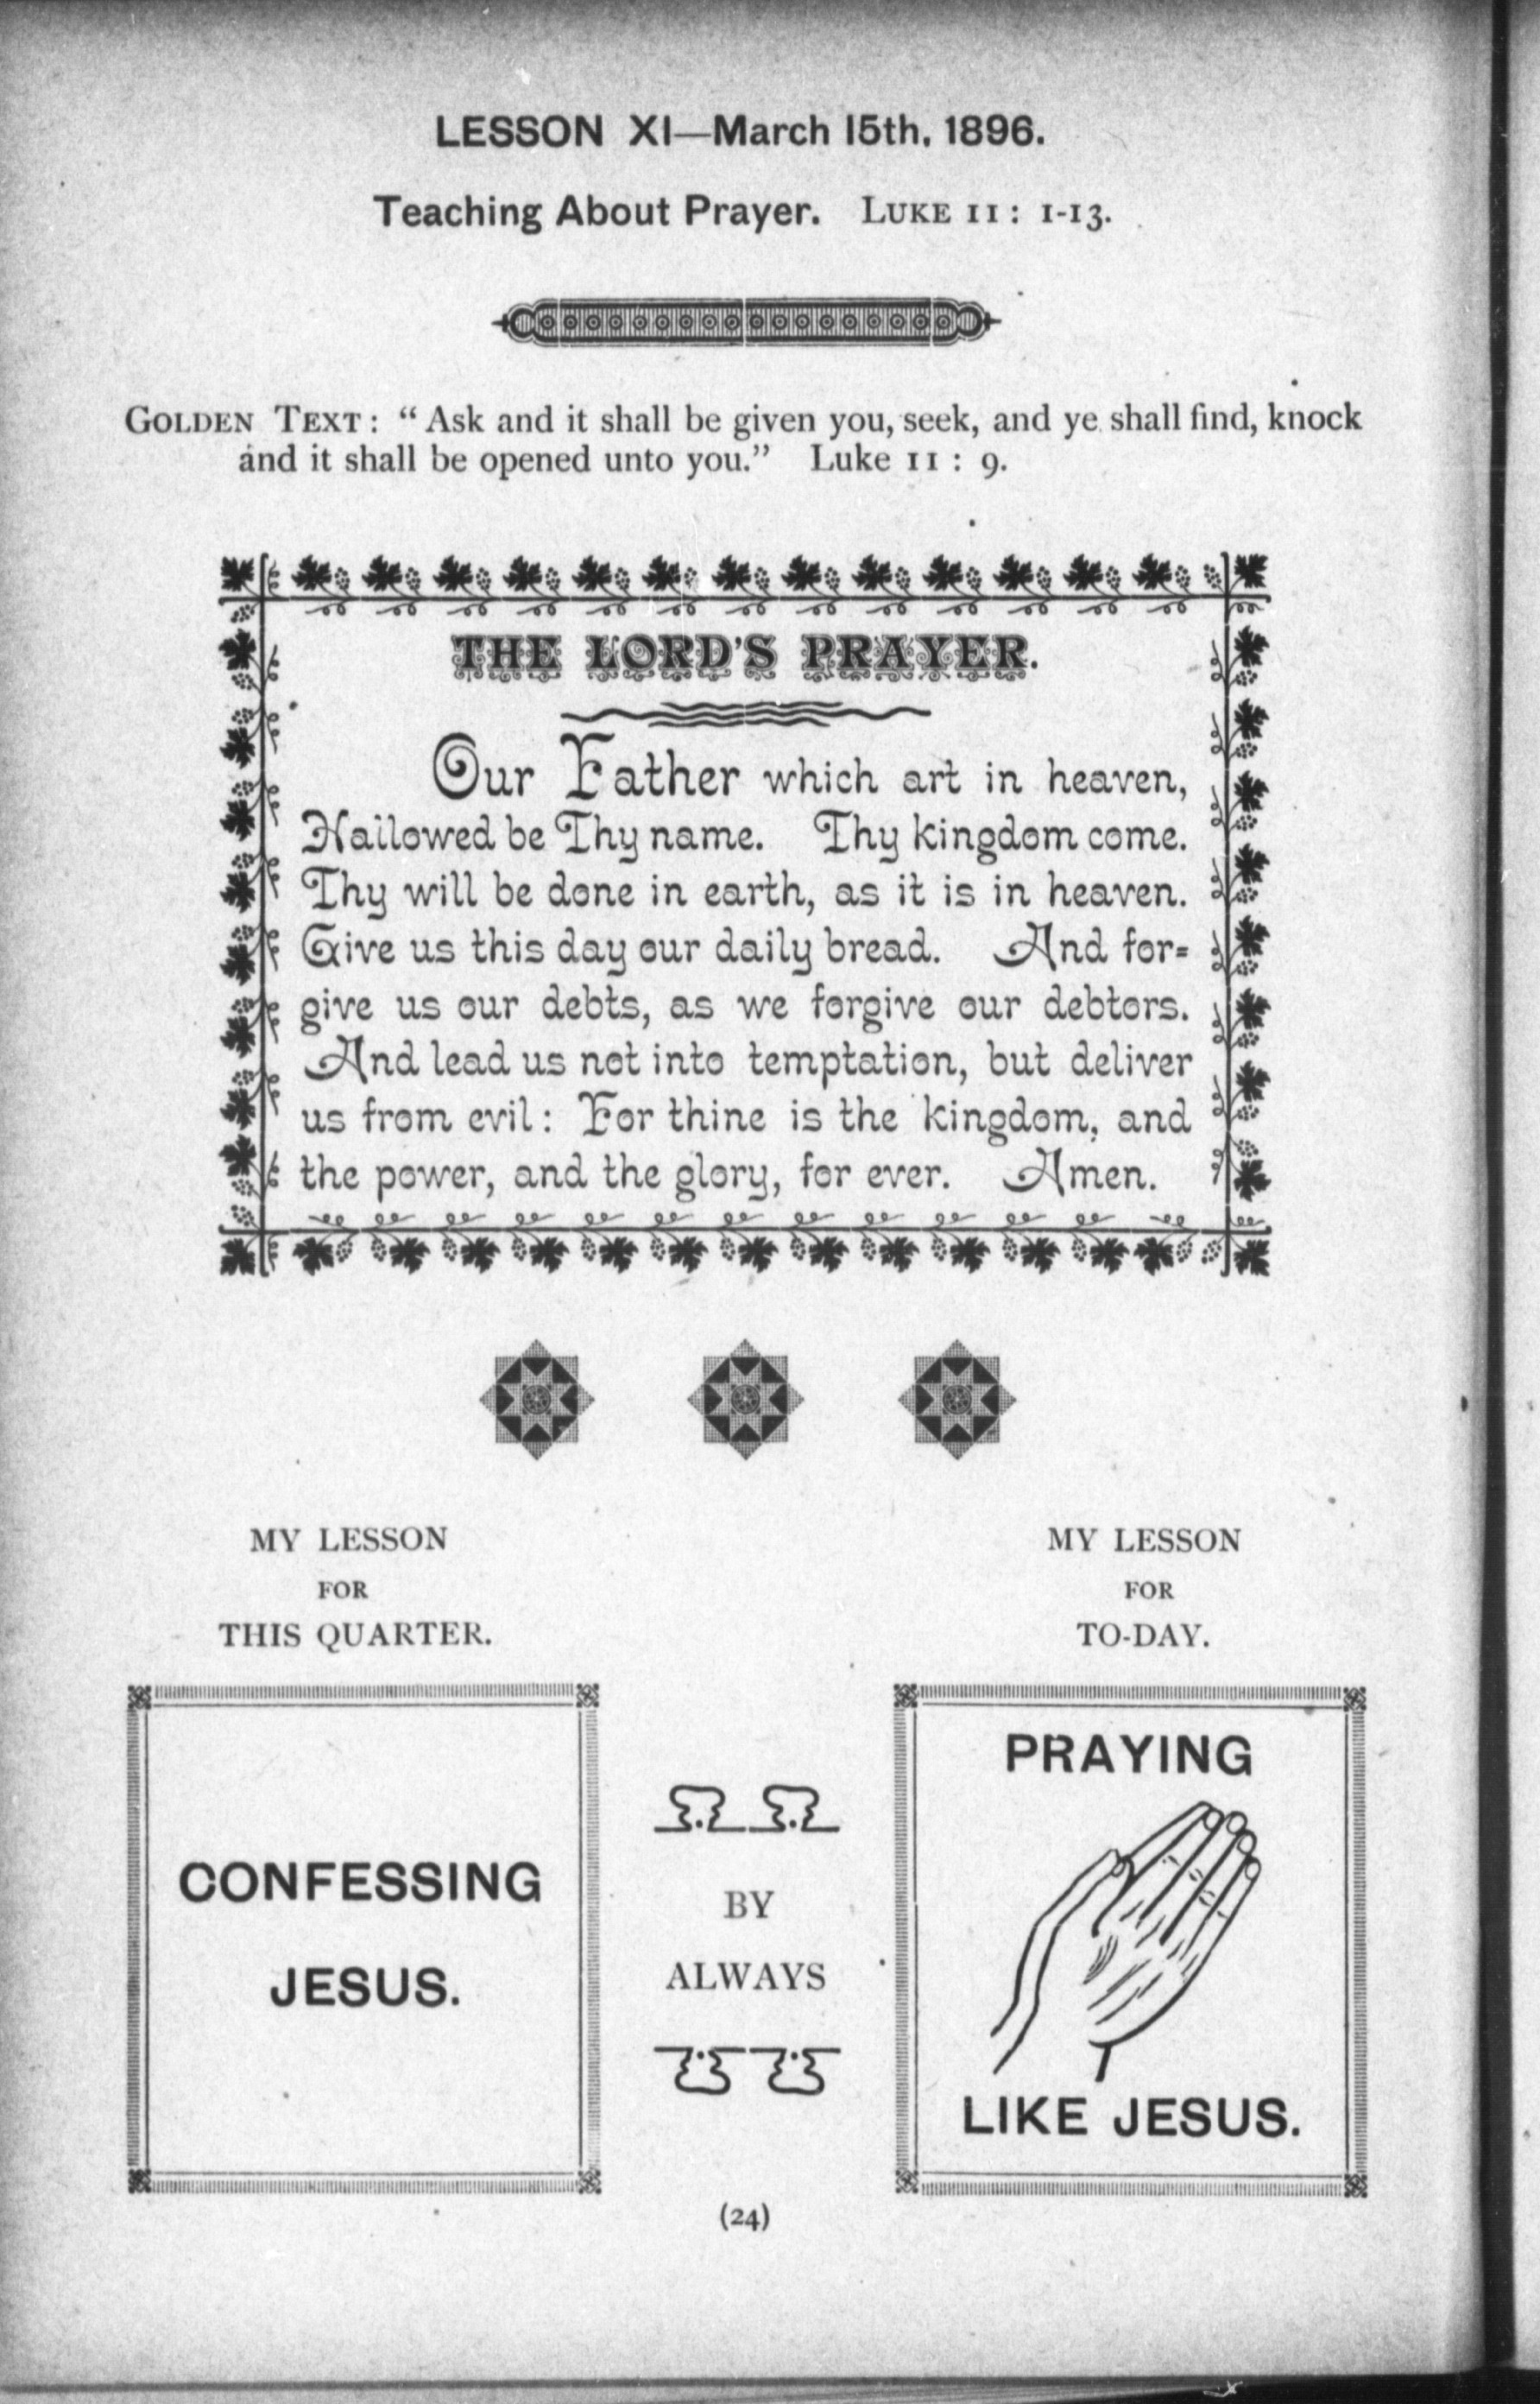 LESSON XI—March 15th, 1896.
Teaching About Prayer. LUKE 11 : 1-13.
GOLDEN TEXT : “ Ask and it shall be given you, seek, and ye shall find, knock
and it shall be opened unto you.” Luke 11 : 9.
THE LORD'S PRAYER.
Our Father which art in heaven,
Hallowed be Thy name. Thy kingdom come.
Thy will be done in earth, as it is in heaven.
Give us this day our daily bread. And for=
give us our debts, as we forgive our debtors.
And lead us not into temptation, but deliver
us from evil : For thine is the kingdom, and
the power, and the glory, for ever. Amen.
MY LESSON
FOR
THIS QUARTER.
CONFESSING
JESUS.
BY
ALWAYS
MY LESSON
FOR
TO-DAY.
PRAYING
LIKE JESUS.
(24)